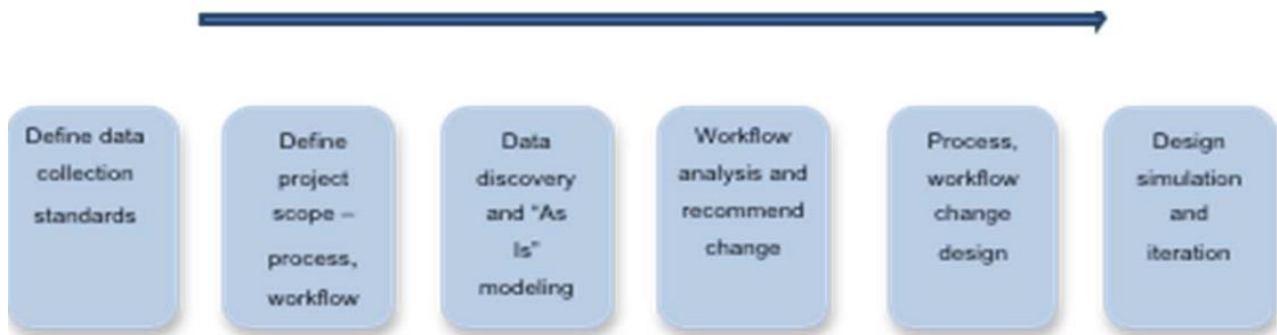 Define data
collection
standards
Define
project
scope –
process,
workflow
Data
discovery
and "As
Is"
modeling
Workflow
analysis and
recommend
change
Process,
workflow
change
design
Design
simulation
and
iteration